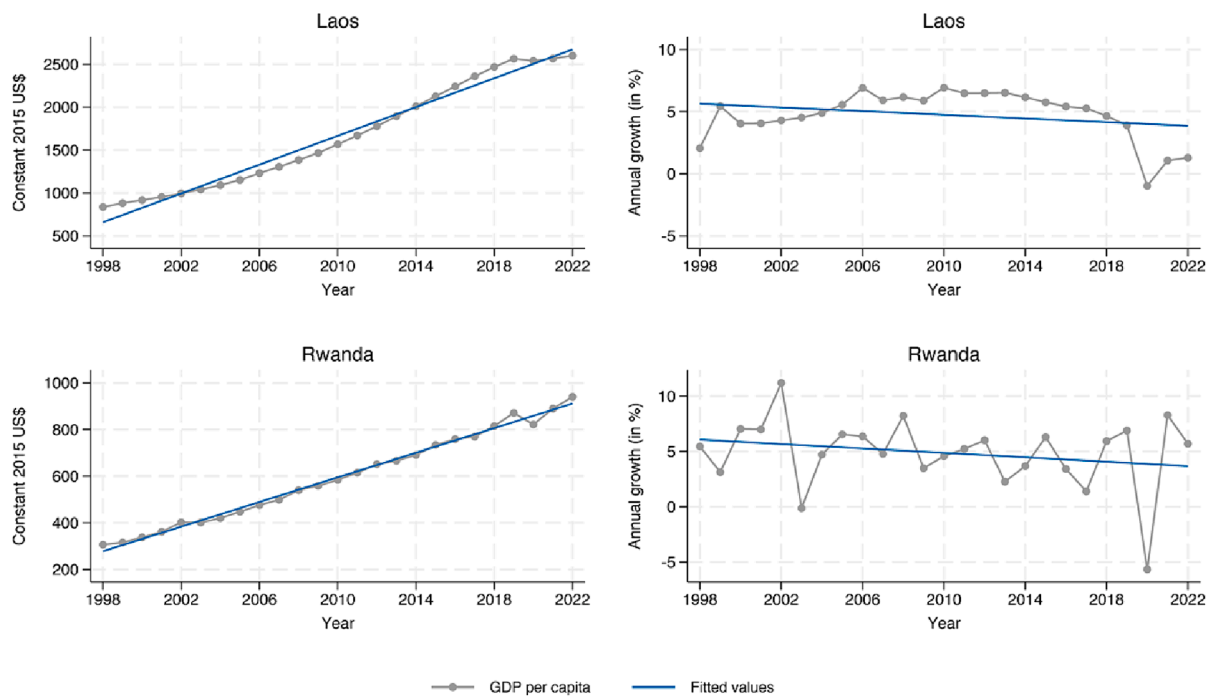 Laos
Constant 2015 US$
2500
2000
1500
1000
500
1998 2002 2006 2010 2014 2018 2022
Year
Laos
Annual growth (in %)
10
5
0
-5
1998 2002 2006 2010 2014 2018 2022
Year
Rwanda
Constant 2015 US$
1000
800
600
400
200
1998 2002 2006 2010 2014 2018 2022
Year
Rwanda
Annual growth (in %)
10
5
0
-5
1998 2002 2006 2010 2014 2018 2022
Year
GDP per capita Fitted values